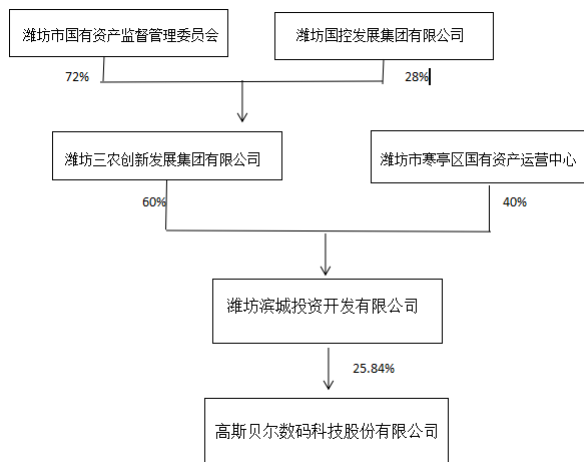 潍坊市国有资产监督管理委员会
潍坊国控发展集团有限公司
72%
28%
潍坊三农创新发展集团有限公司
潍坊市寒亭区国有资产运营中心
60%
40%
潍坊滨城投资开发有限公司
25.84%
高斯贝尔数码科技股份有限公司